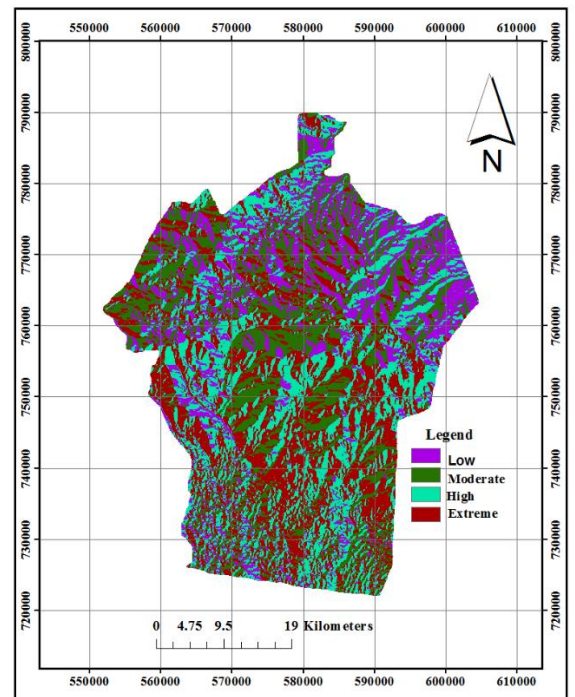 550000 560000 570000 580000 590000 600000 610000
800000 800000
790000 790000
N
780000 780000
770000 770000
760000 760000
750000 750000
Legend
Low
Moderate
High
Extreme
740000 740000
730000 730000
720000 720000
0 4.75 9.5 19 Kilometers
550000 560000 570000 580000 590000 600000 610000